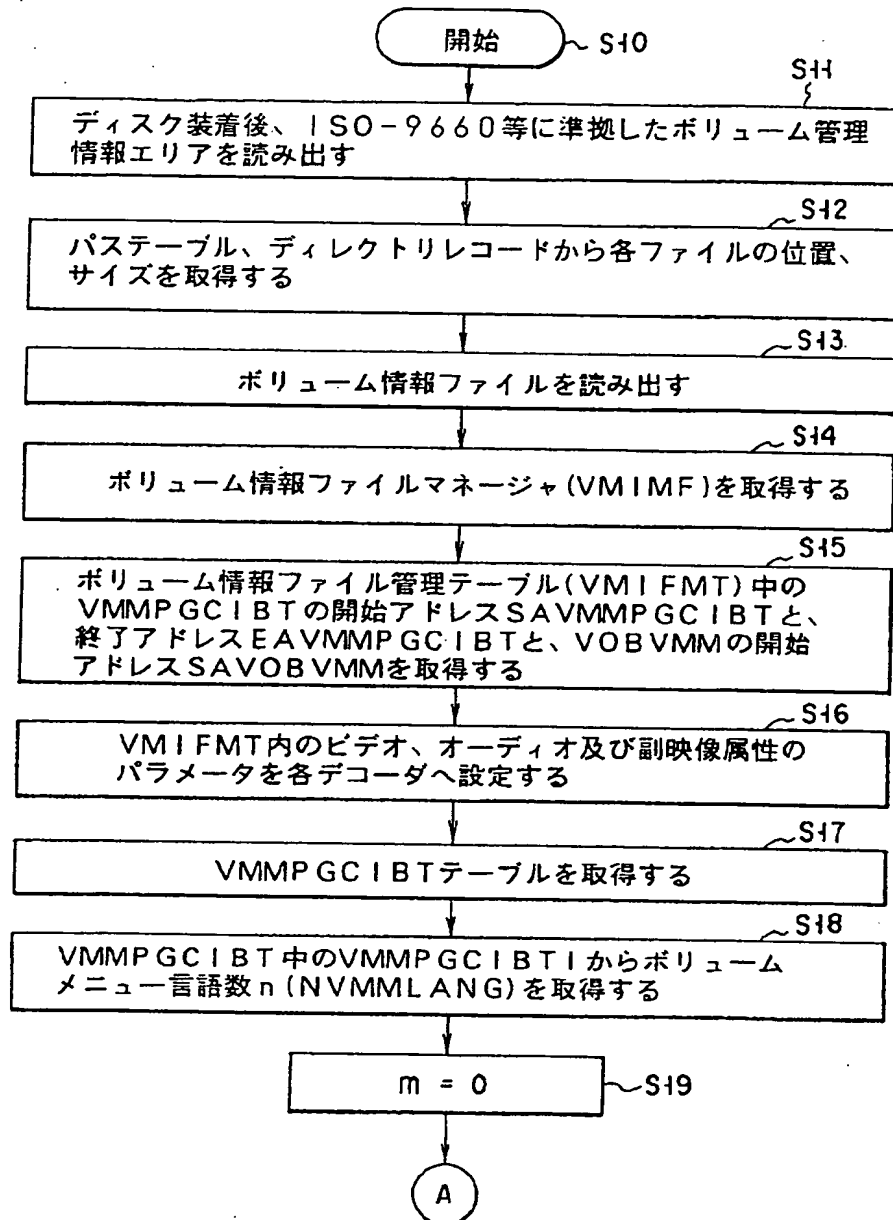 開始
S10
S11
ディスク装着後、ISO-9660等に準拠したボリューム管理
情報エリアを読み出す
S12
パステーブル、ディレクトリレコードから各ファイルの位置、
サイズを取得する
S13
ボリューム情報ファイルを読み出す
S14
ボリューム情報ファイルマネージャ(VMIMF)を取得する
S15
ボリューム情報ファイル管理テーブル(VMIFMT)中の
VMMPGCIBTの開始アドレスSAVMMPGCIBTと、
終了アドレスEAVMMPGCIBTと、VOBVMMの開始
アドレスSAVOBVMMを取得する
S16
VMIFMT内のビデオ、オーディオ及び副映像属性の
パラメータを各デコーダへ設定する
S17
VMMPGCIBTテーブルを取得する
S18
VMMPGCIBT中のVMMPGCIBTIからボリューム
メニュー言語数n(NVMMLANG)を取得する
m = 0
S19
A